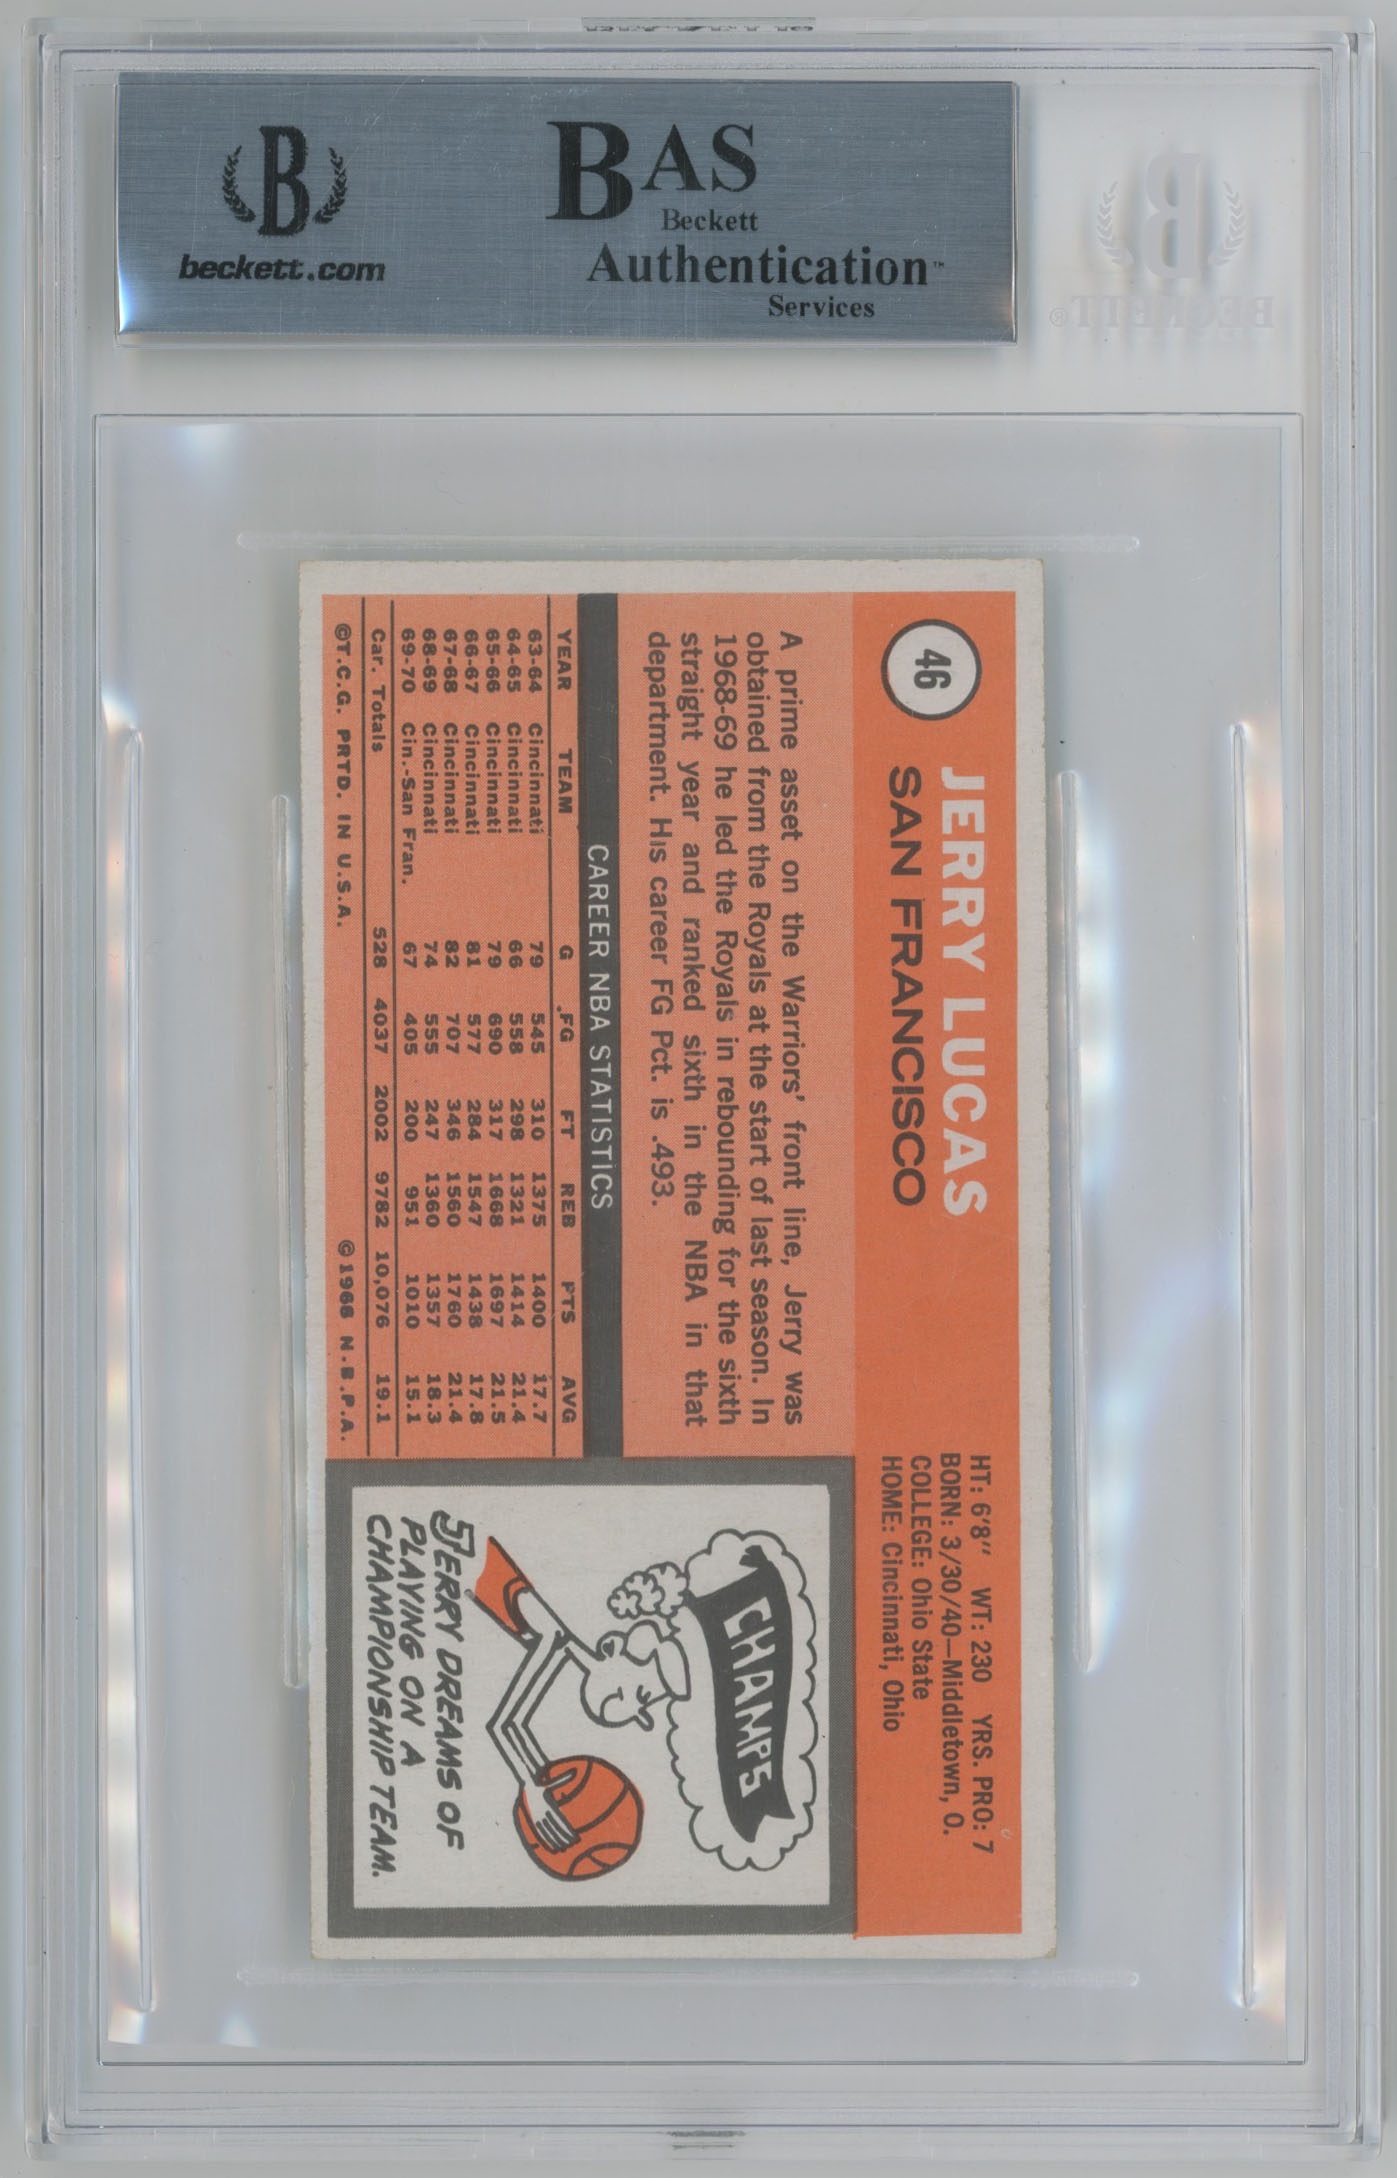 B
beckett.com
BAS
Beckett
Authentication™
Services
B
BECKETT®
46
JERRY LUCAS
SAN FRANCISCO
HT: 6'8" WT: 230 YRS. PRO: 7
BORN: 3/30/40—Middletown, O.
COLLEGE: Ohio State
HOME: Cincinnati, Ohio
A prime asset on the Warriors' front line, Jerry was
obtained from the Royals at the start of last season. In
1968-69 he led the Royals in rebounding for the sixth
straight year and ranked sixth in the NBA in that
department. His career FG Pct. is .493.
CAREER NBA STATISTICS
YEAR TEAM G .FG FT REB PTS AVG
63-64 Cincinnati 79 545 310 1375 1400 17.7
64-65 Cincinnati 66 558 298 1321 1414 21.4
65-66 Cincinnati 79 690 317 1668 1697 21.5
66-67 Cincinnati 81 577 284 1547 1438 17.8
67-68 Cincinnati 82 707 346 1560 1760 21.4
68-69 Cincinnati 74 555 247 1360 1357 18.3
69-70 Cin.-San Fran. 67 405 200 951 1010 15.1
Car. Totals 528 4037 2002 9782 10,076 19.1
©T.C.G. PRTD. IN U.S.A. ©1968 N.B.P.A.
CHAMPS
JERRY DREAMS OF
PLAYING ON A
CHAMPIONSHIP TEAM.